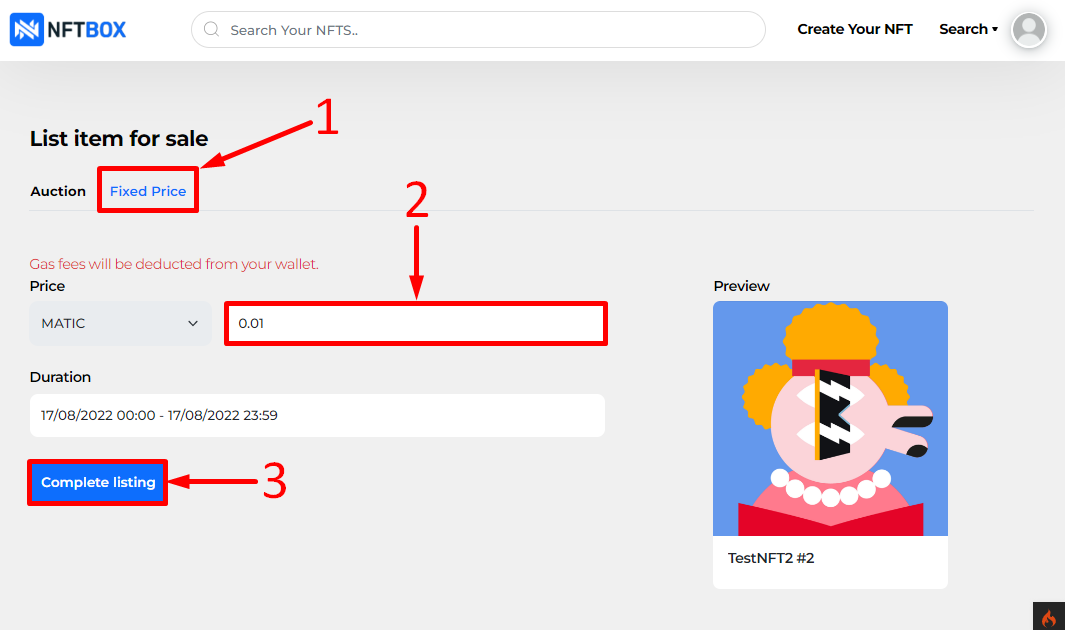 NFTBOX
Search Your NFTS..
Create Your NFT
Search
1
List item for sale
Auction
Fixed Price
2
Gas fees will be deducted from your wallet.
Price
Preview
MATIC
0.01
Duration
17/08/2022 00:00 - 17/08/2022 23:59
Complete listing
3
TestNFT2 #2